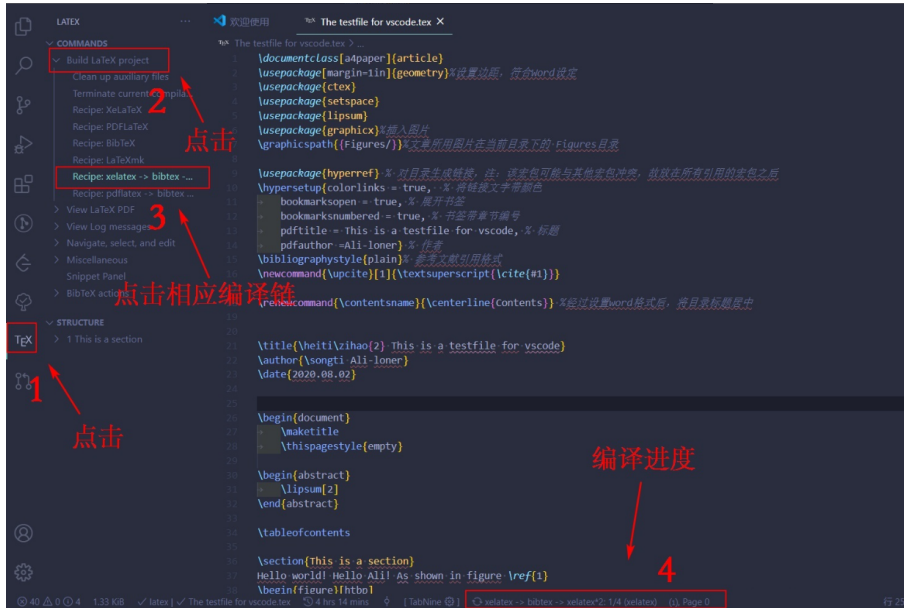 LATEX ···
欢迎使用
TEX The testfile for vscode.tex ×
COMMANDS
TEX The testfile for vscode.tex > ...
Build LaTeX project
Clean up auxiliary files
Terminate current compila...
Recipe: XeLaTeX
Recipe: PDFLaTeX
Recipe: BibTeX
Recipe: LaTeXmk
Recipe: xelatex -> bibtex -...
Recipe: pdflatex -> bibtex ...
View LaTeX PDF
View Log messages
Navigate, select, and edit
Miscellaneous
Snippet Panel
BibTeX actions
STRUCTURE
1 This is a section
TEX
1
点击
2
点击
3
点击相应编译链
\documentclass[a4paper]{article}
\usepackage[margin=1in]{geometry}%设置边距，符合Word设定
\usepackage{ctex}
\usepackage{setspace}
\usepackage{lipsum}
\usepackage{graphicx}%插入图片
\graphicspath{{Figures/}}%文章所用图片在当前目录下的 Figures目录
\usepackage{hyperref} % 对目录生成链接，注：该宏包可能与其他宏包冲突，故放在所有引用的宏包之后
\hypersetup{colorlinks = true, % 将链接文字带颜色
bookmarksopen = true, % 展开书签
bookmarksnumbered = true, % 书签带章节编号
pdftitle = This is a testfile for vscode, % 标题
pdfauthor =Ali-loner} % 作者
\bibliographystyle{plain}% 参考文献引用格式
\newcommand{\upcite}[1]{\textsuperscript{\cite{#1}}}
\renewcommand{\contentsname}{\centerline{Contents}} %经过设置word格式后，将目录标题居中
\title{\heiti\zihao{2} This is a testfile for vscode}
\author{\songti Ali-loner}
\date{2020.08.02}
\begin{document}
\maketitle
\thispagestyle{empty}
\begin{abstract}
\lipsum[2]
\end{abstract}
\tableofcontents
\section{This is a section}
Hello world! Hello Ali! As shown in figure \ref{1}
\begin{figure}[htbp]
编译进度
4
40 0 4 1.33 KiB ✓ latex | ✓ The testfile for vscode.tex 4 hrs 14 mins [TabNine] xelatex -> bibtex -> xelatex*2: 1/4 (xelatex) Page 0 行 25